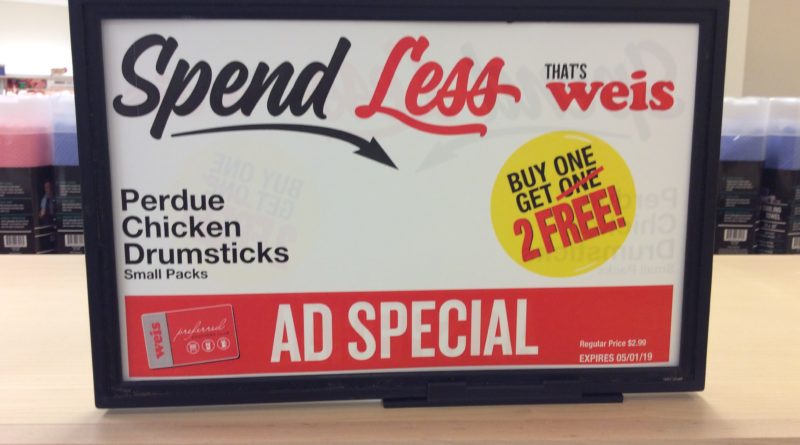 Spend Less
THAT'S
weis
BUY ONE
GET ONE
2 FREE!
Perdue
Chicken
Drumsticks
Small Packs
weis
preferred
AD SPECIAL
Regular Price $2.99
EXPIRES 05/01/19